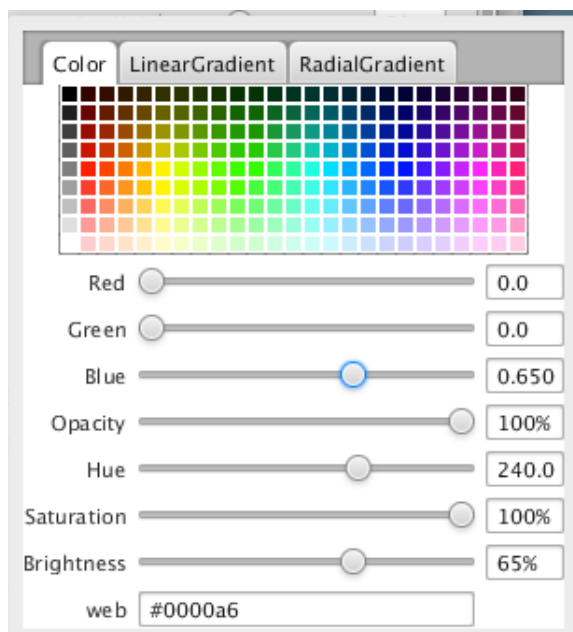 Color LinearGradient RadialGradient
Red 0.0
Green 0.0
Blue 0.650
Opacity 100%
Hue 240.0
Saturation 100%
Brightness 65%
web #0000a6